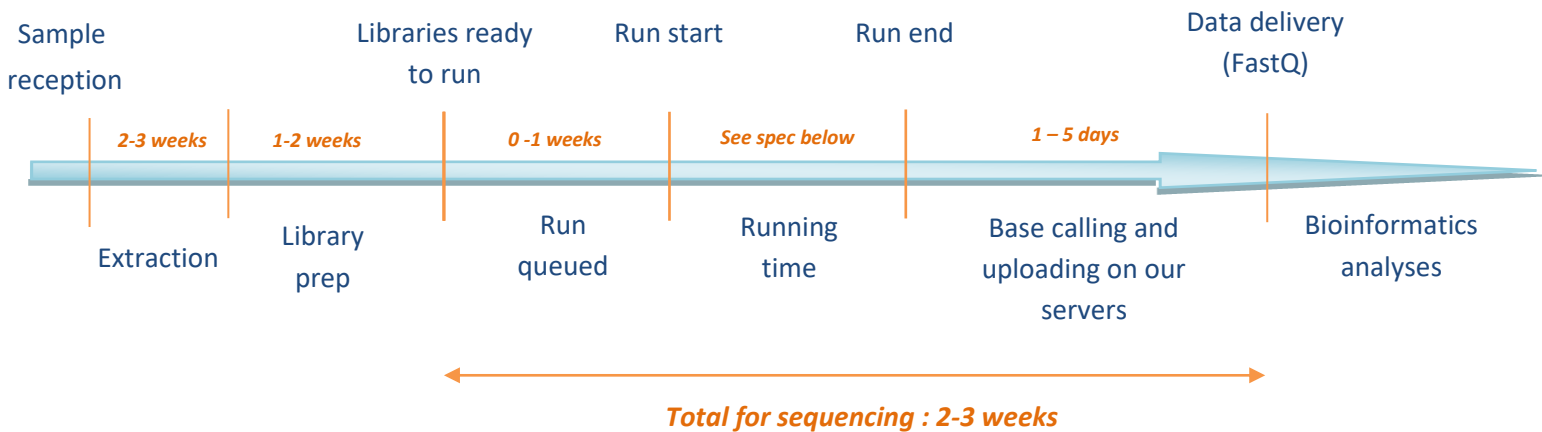 Sample
reception
Libraries ready
to run
Run start
Run end
Data delivery
(FastQ)
2-3 weeks
1-2 weeks
0 -1 weeks
See spec below
1 – 5 days
Extraction
Library
prep
Run
queued
Running
time
Base calling and
uploading on our
servers
Bioinformatics
analyses
Total for sequencing : 2-3 weeks